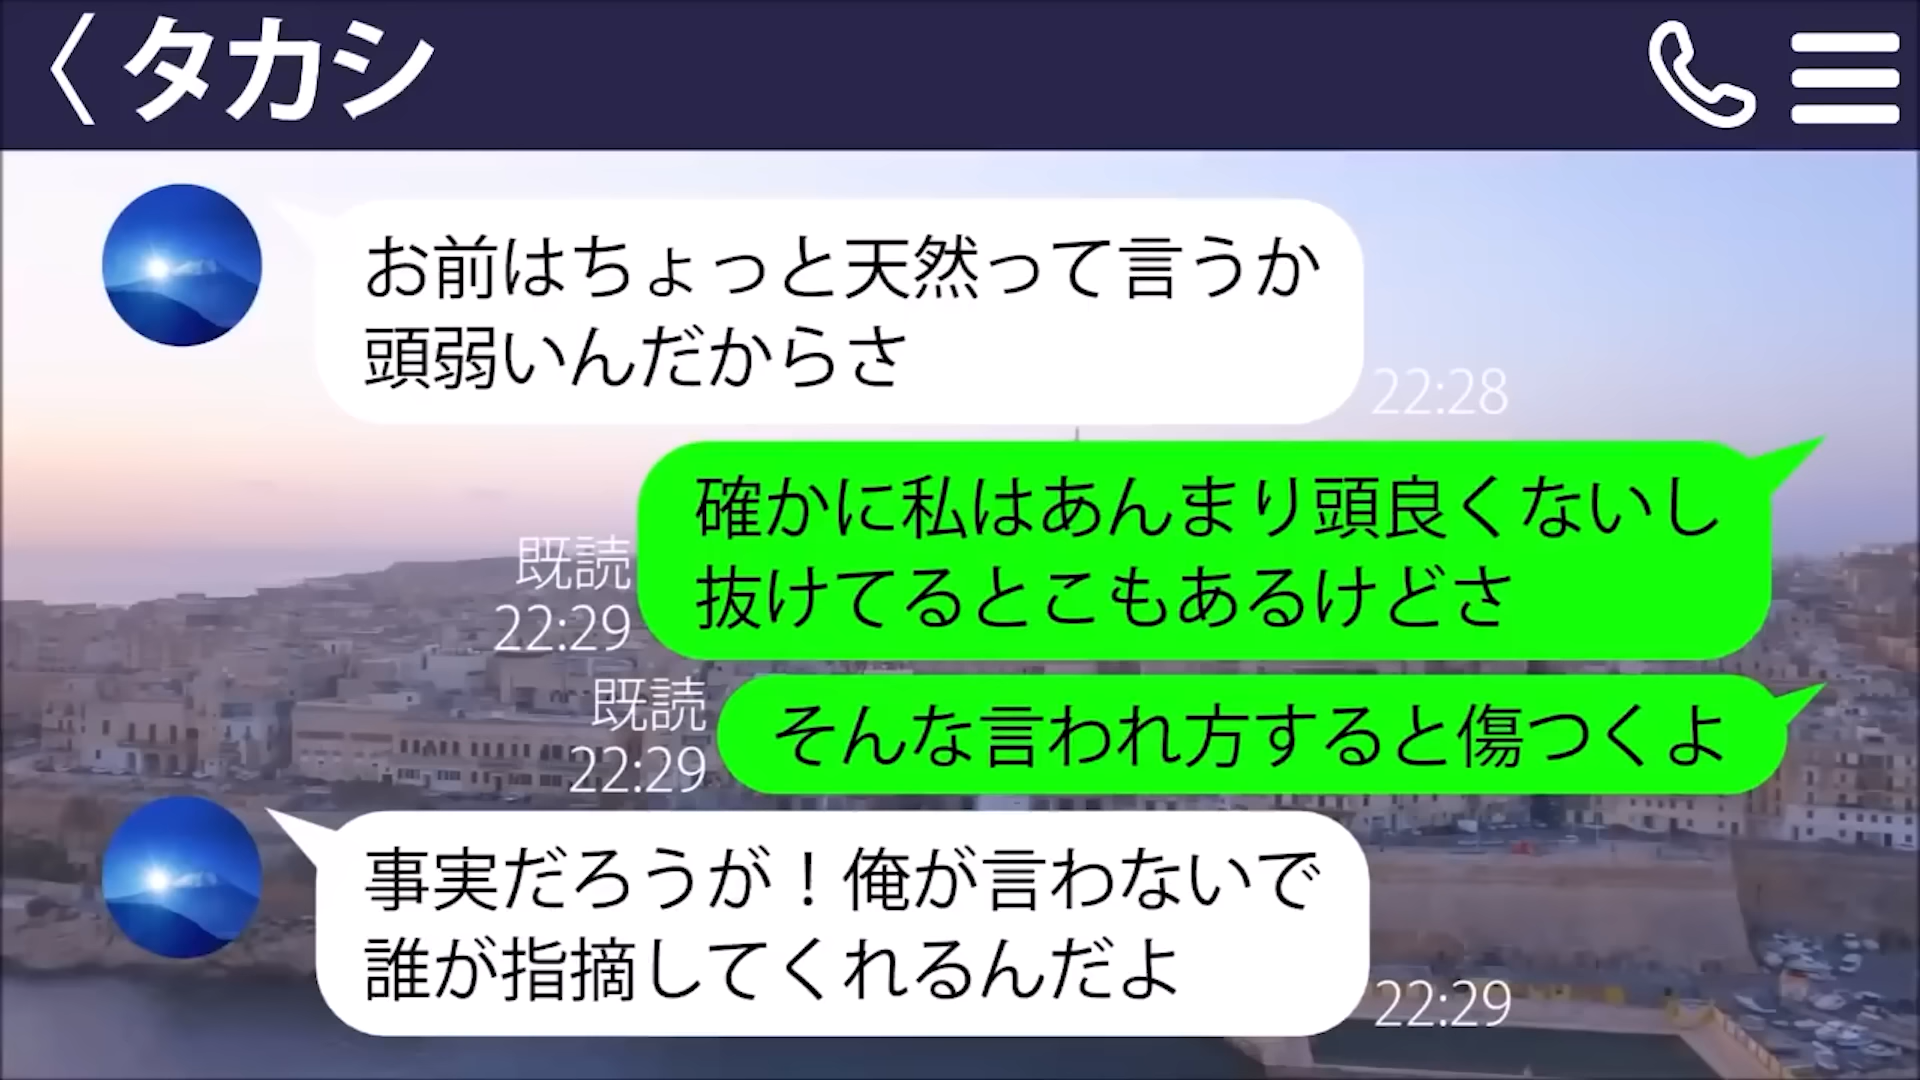 タカシ
お前はちょっと天然って言うか
頭弱いんだからさ
22:28
確かに私はあんまり頭良くないし
抜けてるとこもあるけどさ
既読
22:29
そんな言われ方すると傷つくよ
既読
22:29
事実だろうが！俺が言わないで
誰が指摘してくれるんだよ
22:29